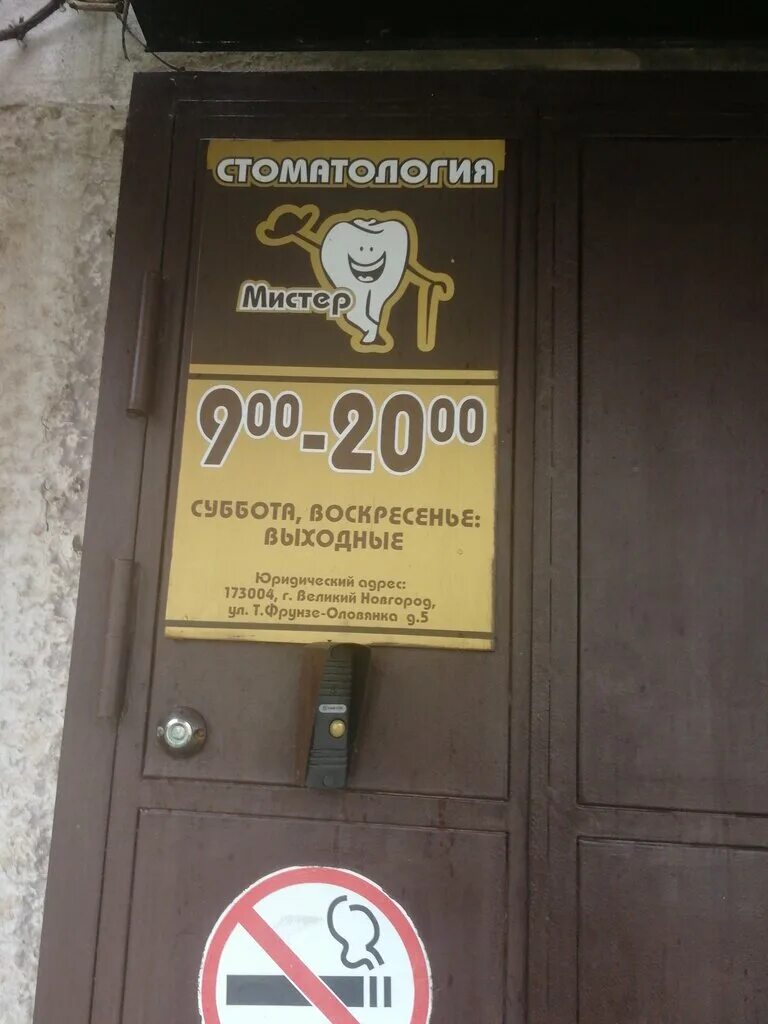 СТОМАТОЛОГИЯ
Мистер
9⁰⁰-20⁰⁰
СУББОТА, ВОСКРЕСЕНЬЕ:
ВЫХОДНЫЕ
Юридический адрес:
173004, г. Великий Новгород,
ул. Т.Фрунзе-Оловянка д.5